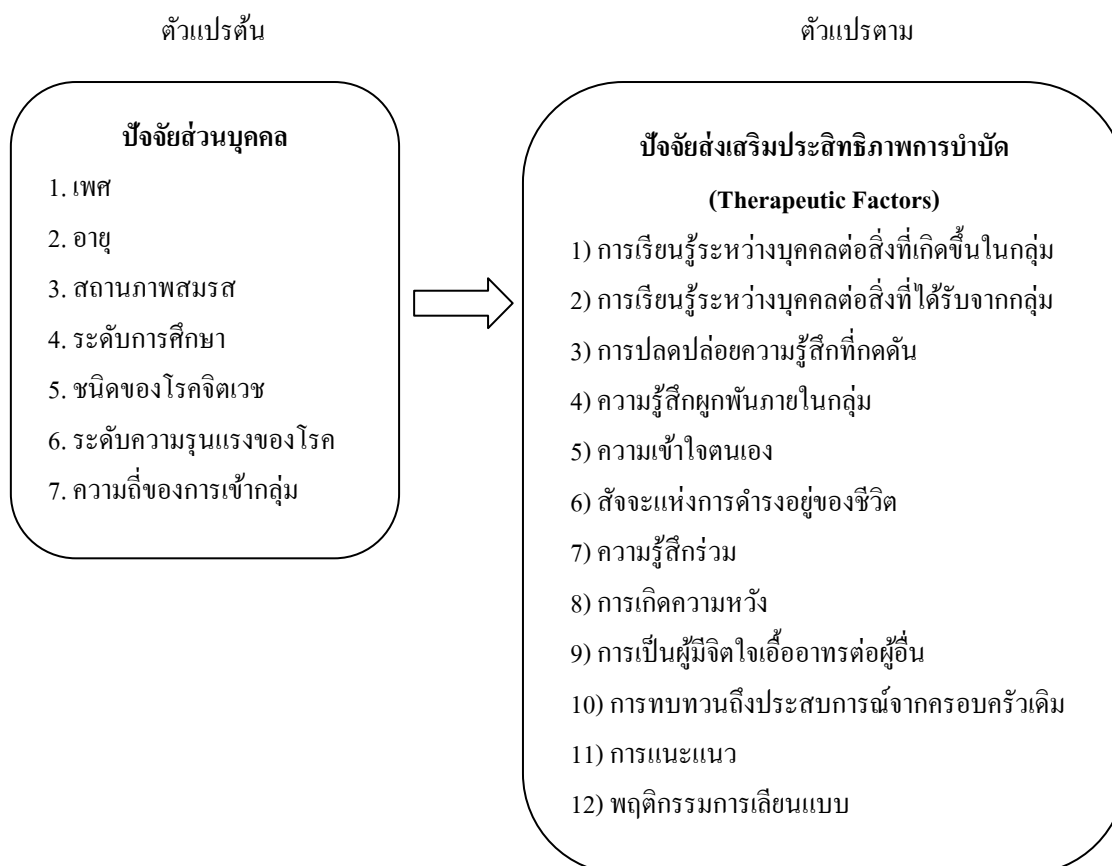 ตัวแปรต้น
ตัวแปรตาม
ปัจจัยส่วนบุคคล
1. เพศ
2. อายุ
3. สถานภาพสมรส
4. ระดับการศึกษา
5. ชนิดของโรคจิตเวช
6. ระดับความรุนแรงของโรค
7. ความถี่ของการเข้ากลุ่ม
ปัจจัยส่งเสริมประสิทธิภาพการบำบัด
(Therapeutic Factors)
1) การเรียนรู้ระหว่างบุคคลต่อสิ่งที่เกิดขึ้นในกลุ่ม
2) การเรียนรู้ระหว่างบุคคลต่อสิ่งที่ได้รับจากกลุ่ม
3) การปลดปล่อยความรู้สึกที่กดดัน
4) ความรู้สึกผูกพันภายในกลุ่ม
5) ความเข้าใจตนเอง
6) สัจจะแห่งการดำรงอยู่ของชีวิต
7) ความรู้สึกร่วม
8) การเกิดความหวัง
9) การเป็นผู้มีจิตใจเอื้ออาทรต่อผู้อื่น
10) การทบทวนถึงประสบการณ์จากครอบครัวเดิม
11) การแนะแนว
12) พฤติกรรมการเลียนแบบ